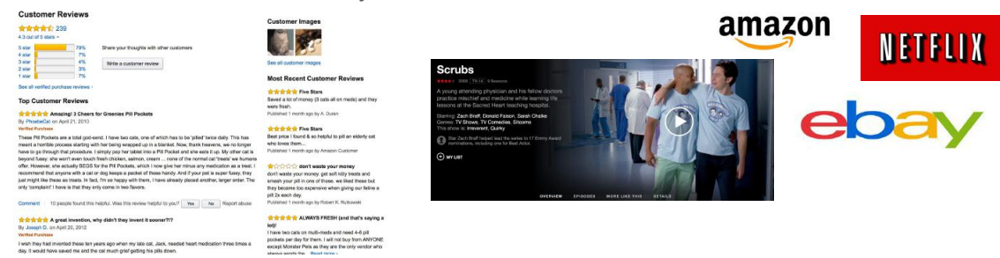 Customer Reviews
239
4.3 out of 5 stars
5 star 79%
4 star 7%
3 star 4%
2 star 3%
1 star 7%
Share your thoughts with other customers
Write a customer review
See all verified purchase reviews ›
Top Customer Reviews
Amazing! 3 Cheers for Greenies Pill Pockets
By PhoebeCat on April 21, 2010
Verified Purchase
These Pill Pockets are a total god-send. I have two cats, one of which has to be 'pilled' twice daily. This has
meant a horrible process starting with her being wrapped up in a blanket. Now, thank heavens, we no longer
have to go through that procedure. I simply pop her tablet into a Pill Pocket and she eats it up. My other cat is
beyond fussy: she won't even touch fresh chicken, salmon, cream ... none of the normal cat 'treats' we humans
offer. However, she actually BEGS for the Pill Pockets, which I now give her minus any medication as a treat. I
recommend that anyone with a cat or dog keeps a packet of these handy. And if your pet is super fussy, they
just might like these as treats. In fact, I'm so happy with them, I have already placed another, larger order. The
only 'complaint' I have is that they only come in two flavors.
Comment 10 people found this helpful. Was this review helpful to you? Yes No Report abuse
A great invention, why didn't they invent it sooner?!?
By Joseph D. on April 20, 2012
Verified Purchase
I wish they had invented these ten years ago when my late cat, Jack, needed heart medication three times a
day. It would have saved me and the cat much grief getting his pills down.
Customer Images
See all customer images
Most Recent Customer Reviews
Five Stars
Saved a lot of money (3 cats all on meds) and they
were fresh.
Published 1 month ago by A. Duran
Five Stars
Best price I found & so helpful to pill an elderly cat
who loves them...
Published 1 month ago by Amazon Customer
don't waste your money
don't waste your money. get soft kitty treats and
smash your pill in one of those. we liked these but
they became too expensive when giving our feline a
pill 2x each day.
Published 1 month ago by Robert K. Rutkowski
ALWAYS FRESH (and that's saying a
lot)!
I have two cats on multi-meds and need 4-6 pill
pockets per day for them. I will not buy from ANYONE
except Monster Pets as they are the only vendor who
always sends the... Read more ›
Scrubs
2009 TV-14 9 Seasons
A young attending physician and his fellow doctors
practice mischief and medicine while learning life
lessons at the Sacred Heart teaching hospital.
Starring: Zach Braff, Donald Faison, Sarah Chalke
Genres: TV Shows, TV Comedies, Sitcoms
This show is: Irreverent, Quirky
Star Zach Braff helped lead the series to 17 Emmy Award
nominations, including one for Best Actor.
MY LIST
OVERVIEW EPISODES MORE LIKE THIS DETAILS
amazon
NETFLIX
ebay